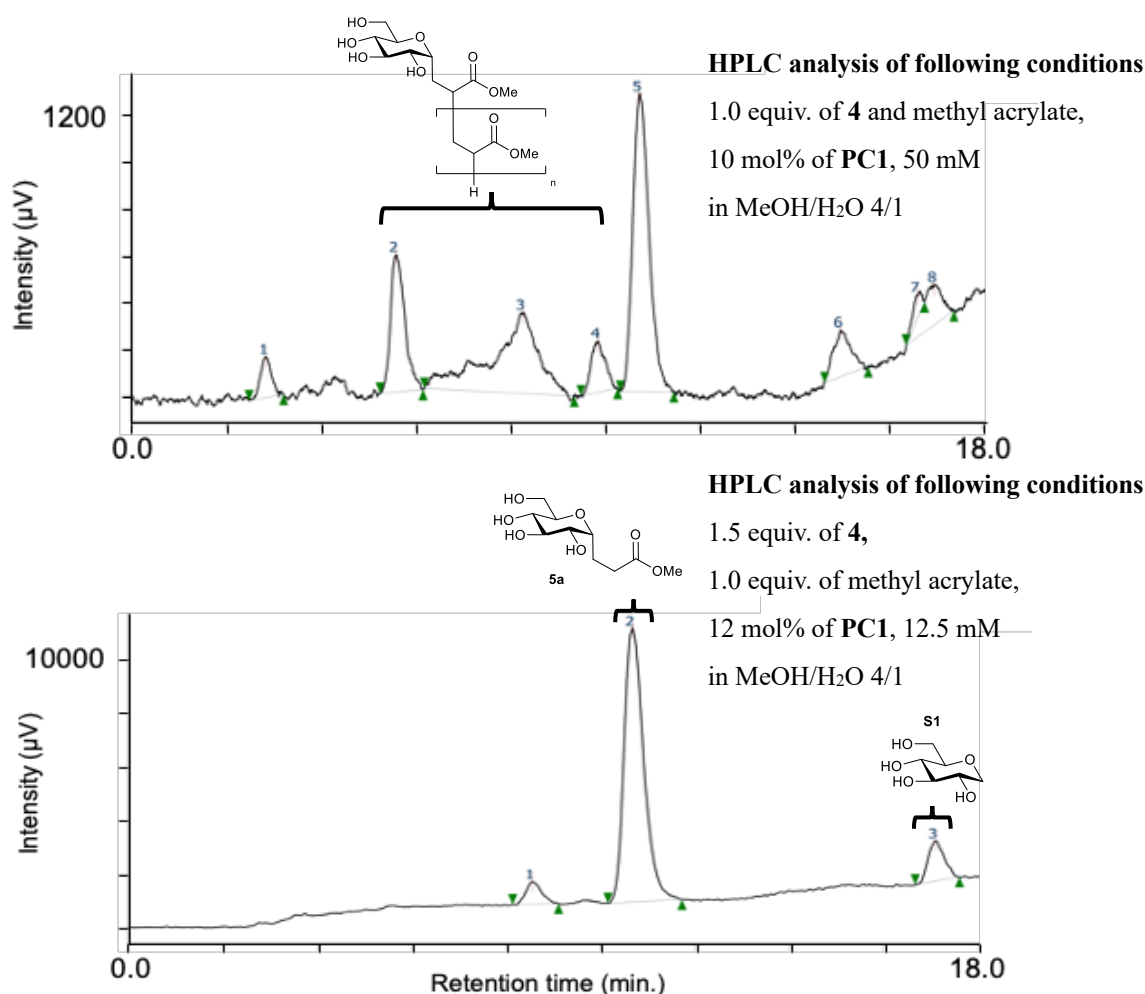 HO
O
HO
HO
HO
O
OMe
O
OMe
n
H
HPLC analysis of following conditions
1.0 equiv. of 4 and methyl acrylate,
10 mol% of PC1, 50 mM
in MeOH/H2O 4/1
1200
Intensity (μV)
1
2
3
4
5
6
7
8
0.0
18.0
HPLC analysis of following conditions
1.5 equiv. of 4,
1.0 equiv. of methyl acrylate,
12 mol% of PC1, 12.5 mM
in MeOH/H2O 4/1
HO
O
HO
HO
HO
O
OMe
5a
S1
HO
O
HO
HO
HO
10000
Intensity (μV)
1
2
3
0.0
18.0
Retention time (min.)